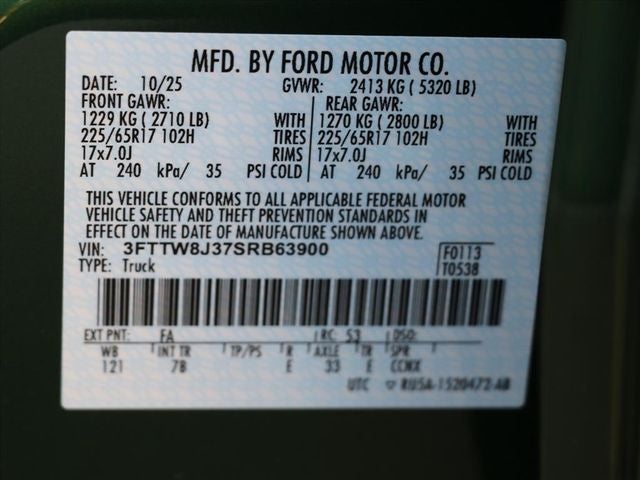 MFD. BY FORD MOTOR CO.
DATE: 10/25 GVWR: 2413 KG ( 5320 LB)
FRONT GAWR: REAR GAWR:
1229 KG ( 2710 LB) WITH 1270 KG ( 2800 LB) WITH
225/65R17 102H TIRES 225/65R17 102H TIRES
17x7.0J RIMS 17x7.0J RIMS
AT 240 kPa/ 35 PSI COLD AT 240 kPa/ 35 PSI COLD
THIS VEHICLE CONFORMS TO ALL APPLICABLE FEDERAL MOTOR
VEHICLE SAFETY AND THEFT PREVENTION STANDARDS IN
EFFECT ON THE DATE OF MANUFACTURE SHOWN ABOVE.
VIN: 3FTTW8J37SRB63900 F0113
TYPE: Truck T0538
EXT PNT: FA RC: 53 DSO:
WB INT TR TP/PS R AXLE TR SPR
121 7B E 33 E CCNX
UTC ▽ RU5A-1520472-AB